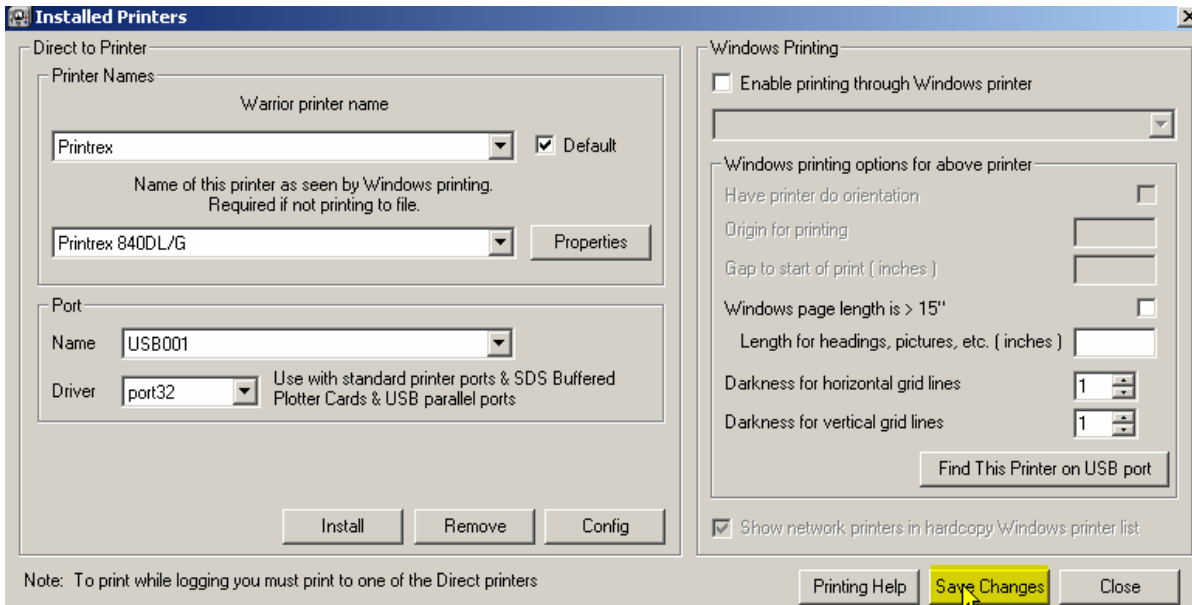 Installed Printers
Direct to Printer
Printer Names
Warrior printer name
Printrex
Default
Name of this printer as seen by Windows printing.
Required if not printing to file.
Printrex 840DL/G
Properties
Port
Name
USB001
Driver
port32
Use with standard printer ports & SDS Buffered
Plotter Cards & USB parallel ports
Install
Remove
Config
Note: To print while logging you must print to one of the Direct printers
Windows Printing
Enable printing through Windows printer
Windows printing options for above printer
Have printer do orientation
Origin for printing
Gap to start of print ( inches )
Windows page length is > 15"
Length for headings, pictures, etc. ( inches )
Darkness for horizontal grid lines
1
Darkness for vertical grid lines
1
Find This Printer on USB port
Show network printers in hardcopy Windows printer list
Printing Help
Save Changes
Close